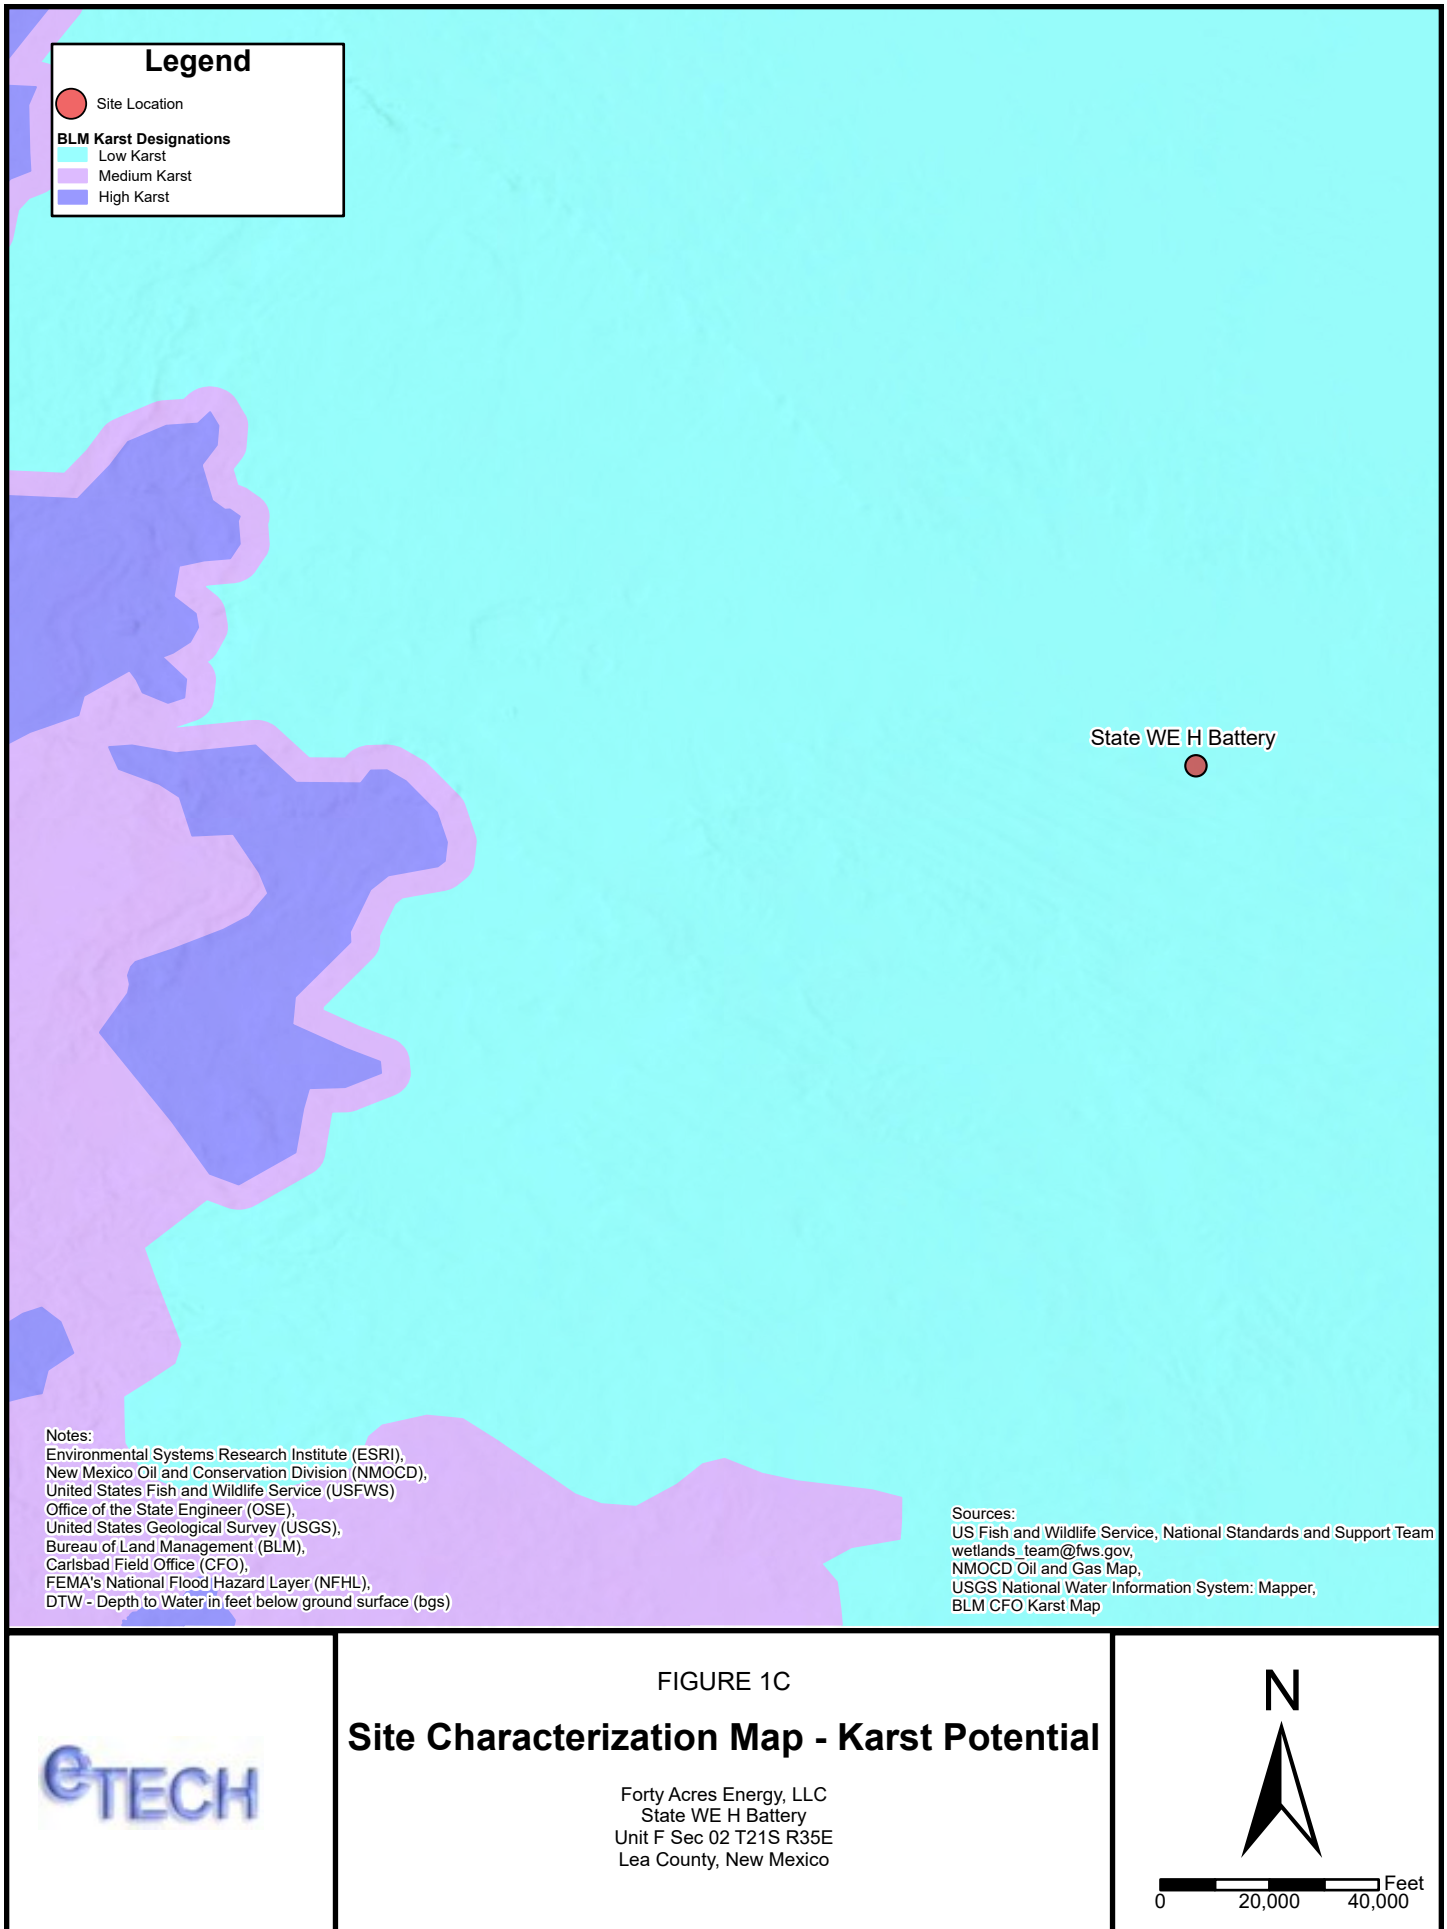 Legend
Site Location
BLM Karst Designations
Low Karst
Medium Karst
High Karst
State WE H Battery
Notes:
Environmental Systems Research Institute (ESRI),
New Mexico Oil and Conservation Division (NMOCD),
United States Fish and Wildlife Service (USFWS)
Office of the State Engineer (OSE),
United States Geological Survey (USGS),
Bureau of Land Management (BLM),
Carlsbad Field Office (CFO),
FEMA's National Flood Hazard Layer (NFHL),
DTW - Depth to Water in feet below ground surface (bgs)
Sources:
US Fish and Wildlife Service, National Standards and Support Team
wetlands_team@fws.gov,
NMOCD Oil and Gas Map,
USGS National Water Information System: Mapper,
BLM CFO Karst Map
eTECH
FIGURE 1C
Site Characterization Map - Karst Potential
Forty Acres Energy, LLC
State WE H Battery
Unit F Sec 02 T21S R35E
Lea County, New Mexico
N
Feet
0 20,000 40,000